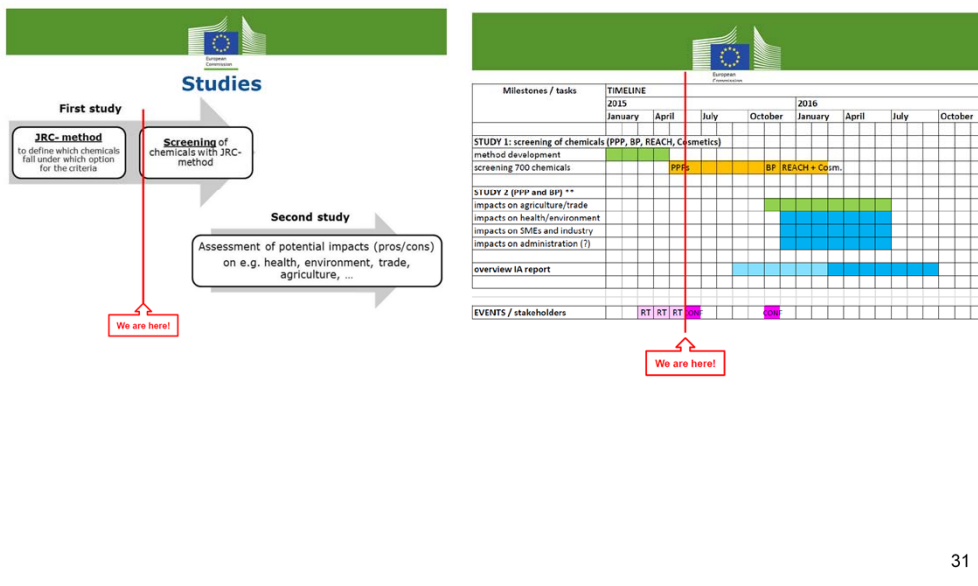 European
Commission
Studies
First study
JRC- method
to define which chemicals
fall under which option
for the criteria
Screening of
chemicals with JRC-
method
Second study
Assessment of potential impacts (pros/cons)
on e.g. health, environment, trade,
agriculture, ...
We are here!
European
Commission
Milestones / tasks TIMELINE
2015 2016
January April July October January April July October
STUDY 1: screening of chemicals (PPP, BP, REACH, Cosmetics)
method development
screening 700 chemicals PPPs BP REACH + Cosm.
STUDY 2 (PPP and BP) **
impacts on agriculture/trade
impacts on health/environment
impacts on SMEs and industry
impacts on administration (?)
overview IA report
EVENTS / stakeholders RT RT RT CONF CONF
We are here!
31